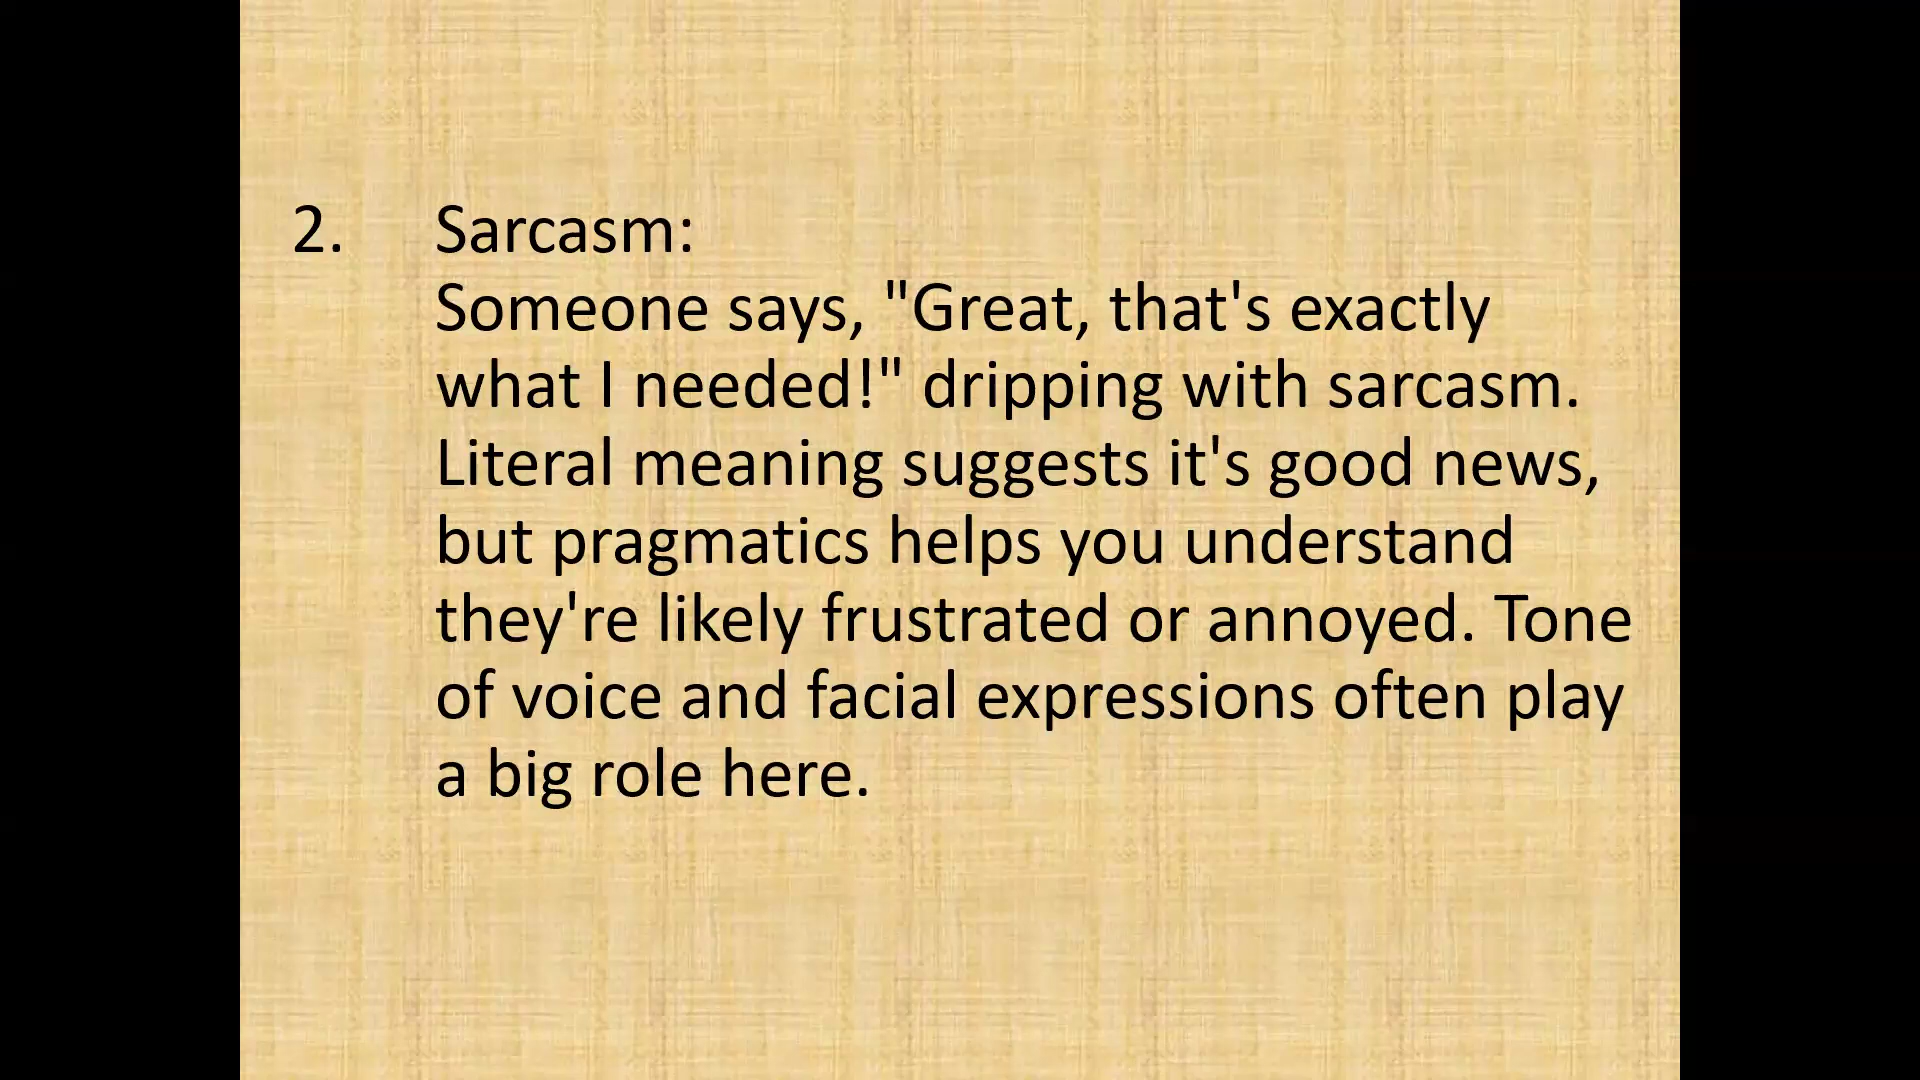 2. Sarcasm:
Someone says, "Great, that's exactly
what I needed!" dripping with sarcasm.
Literal meaning suggests it's good news,
but pragmatics helps you understand
they're likely frustrated or annoyed. Tone
of voice and facial expressions often play
a big role here.